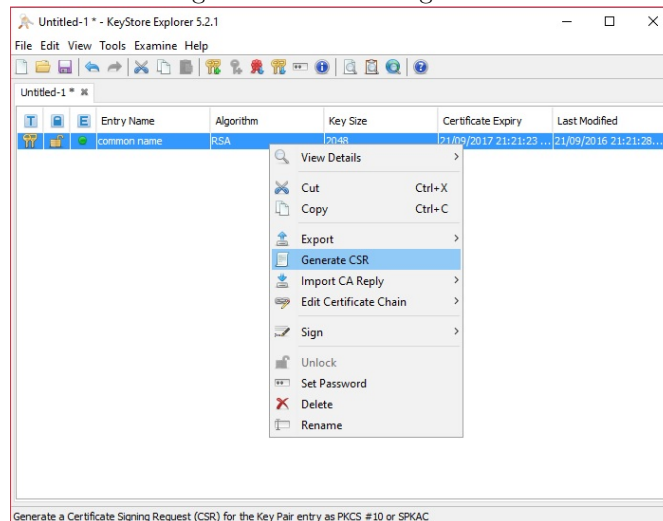 Untitled-1 * - KeyStore Explorer 5.2.1
File Edit View Tools Examine Help
Untitled-1 *
T E Entry Name Algorithm Key Size Certificate Expiry Last Modified
common name RSA 2048 21/09/2017 21:21:23 ... 21/09/2016 21:21:28...
View Details
Cut Ctrl+X
Copy Ctrl+C
Export
Generate CSR
Import CA Reply
Edit Certificate Chain
Sign
Unlock
Set Password
Delete
Rename
Generate a Certificate Signing Request (CSR) for the Key Pair entry as PKCS #10 or SPKAC